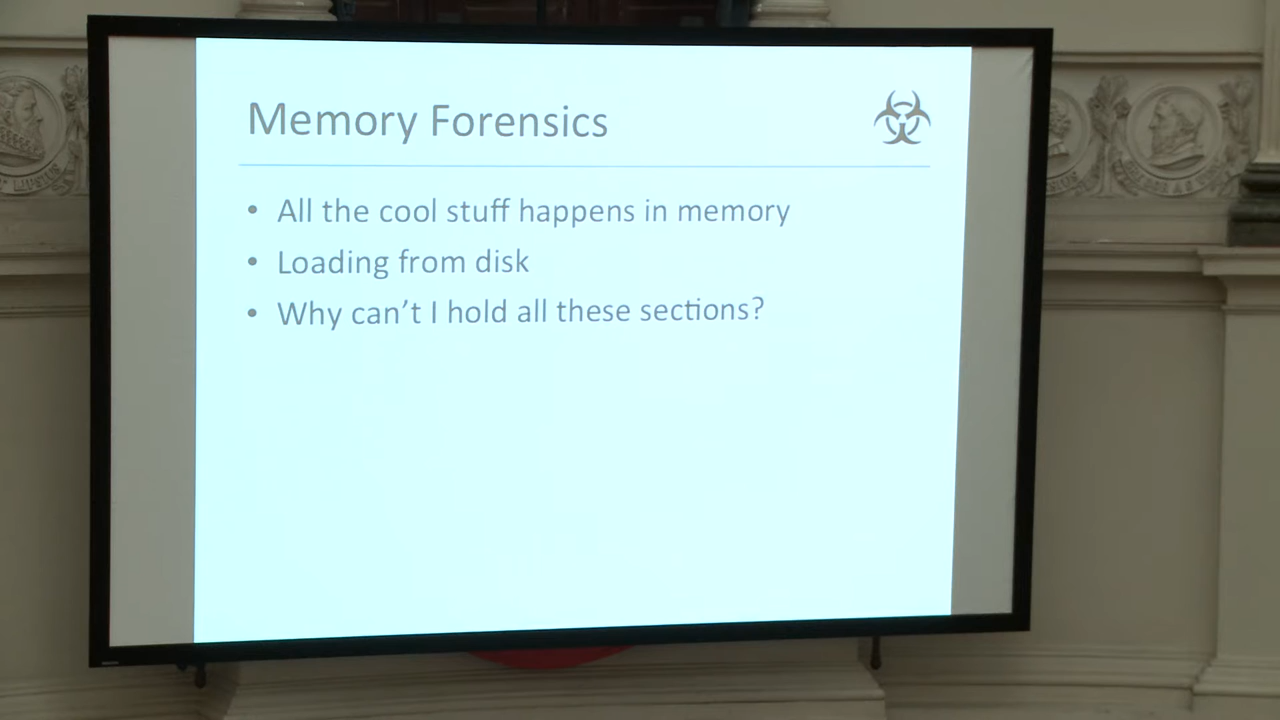 Memory Forensics
• All the cool stuff happens in memory
• Loading from disk
• Why can't I hold all these sections?